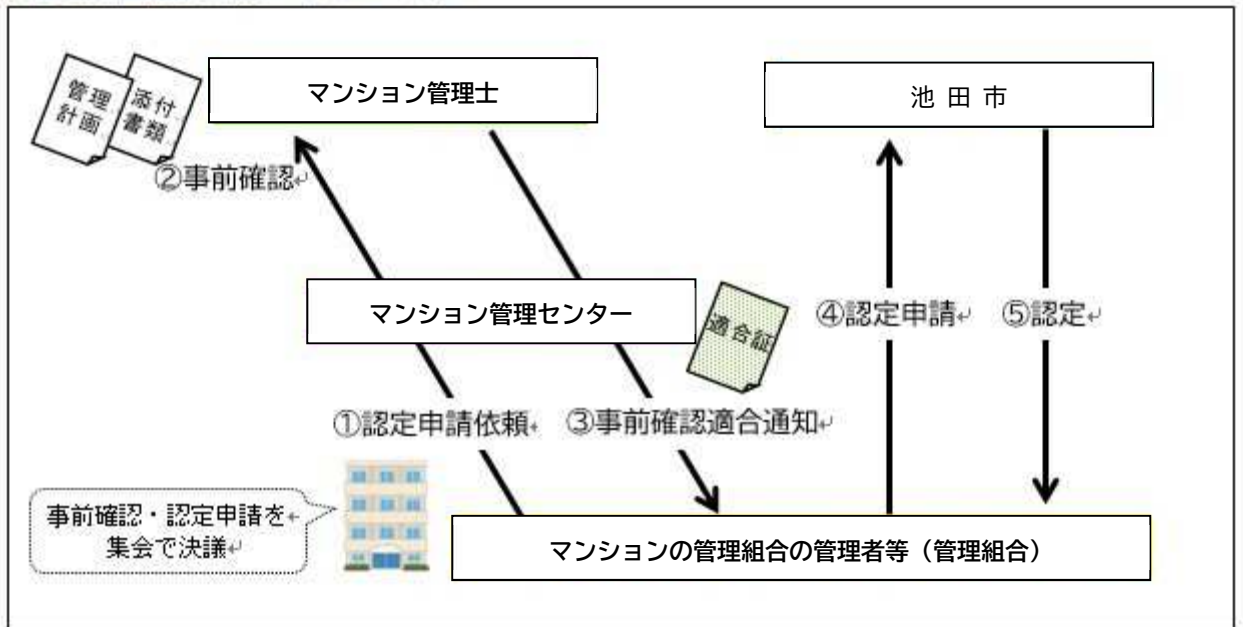 管理
計画
添付
書類
マンション管理士
池田市
②事前確認
マンション管理センター
適合証
④認定申請
⑤認定
①認定申請依頼
③事前確認適合通知
事前確認・認定申請を
集会で決議
マンションの管理組合の管理者等（管理組合）